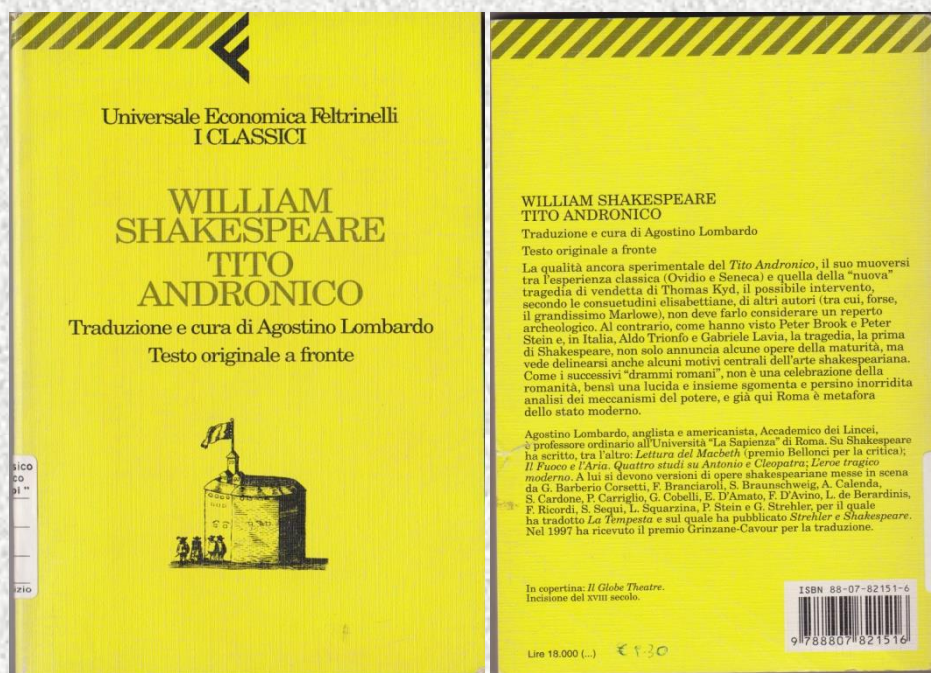 Universale Economica Feltrinelli
I CLASSICI
WILLIAM
SHAKESPEARE
TITO
ANDRONICO
Traduzione e cura di Agostino Lombardo
Testo originale a fronte
sico
co
pi"
izio
WILLIAM SHAKESPEARE
TITO ANDRONICO
Traduzione e cura di Agostino Lombardo
Testo originale a fronte
La qualità ancora sperimentale del Tito Andronico, il suo muoversi
tra l'esperienza classica (Ovidio e Seneca) e quella della "nuova"
tragedia di vendetta di Thomas Kyd, il possibile intervento,
secondo le consuetudini elisabettiane, di altri autori (tra cui, forse,
il grandissimo Marlowe), non deve farlo considerare un reperto
archeologico. Al contrario, come hanno visto Peter Brook e Peter
Stein e, in Italia, Aldo Trionfo e Gabriele Lavia, la tragedia, la prima
di Shakespeare, non solo annuncia alcune opere della maturità, ma
vede delinearsi anche alcuni motivi centrali dell'arte shakespeariana.
Come i successivi "drammi romani", non è una celebrazione della
romanità, bensì una lucida e insieme sgomenta e persino inorridita
analisi dei meccanismi del potere, e già qui Roma è metafora
dello stato moderno.
Agostino Lombardo, anglista e americanista, Accademico dei Lincei,
è professore ordinario all'Università "La Sapienza" di Roma. Su Shakespeare
ha scritto, tra l'altro: Lettura del Macbeth (premio Bellonci per la critica);
Il Fuoco e l'Aria. Quattro studi su Antonio e Cleopatra; L'eroe tragico
moderno. A lui si devono versioni di opere shakespeariane messe in scena
da G. Barberio Corsetti, F. Branciaroli, S. Braunschweig, A. Calenda,
S. Cardone, P. Carriglio, G. Cobelli, E. D'Amato, F. D'Avino, L. de Berardinis,
F. Ricordi, S. Sequi, L. Squarzina, P. Stein e G. Strehler, per il quale
ha tradotto La Tempesta e sul quale ha pubblicato Strehler e Shakespeare.
Nel 1997 ha ricevuto il premio Grinzane-Cavour per la traduzione.
In copertina: Il Globe Theatre.
Incisione del XVIII secolo.
ISBN 88-07-82151-6
9 788807 821516
Lire 18.000 (...)